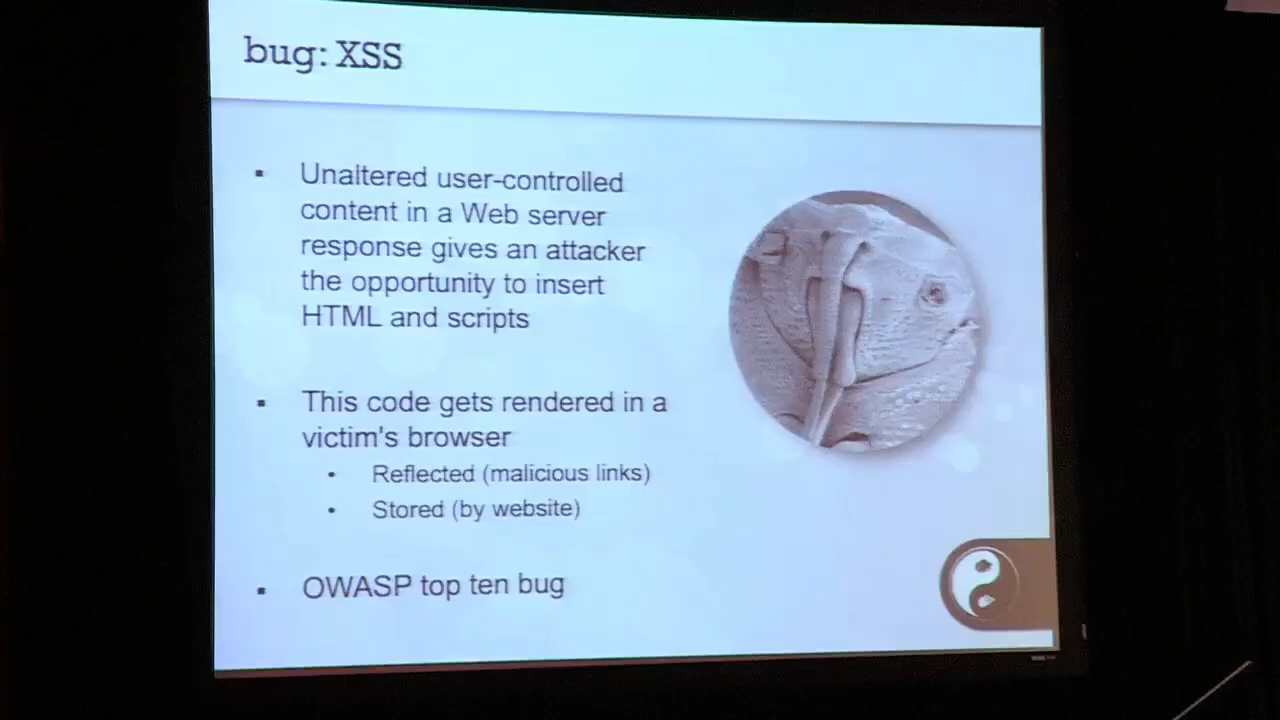 bug: XSS
Unaltered user-controlled
content in a Web server
response gives an attacker
the opportunity to insert
HTML and scripts
This code gets rendered in a
victim's browser
Reflected (malicious links)
Stored (by website)
OWASP top ten bug